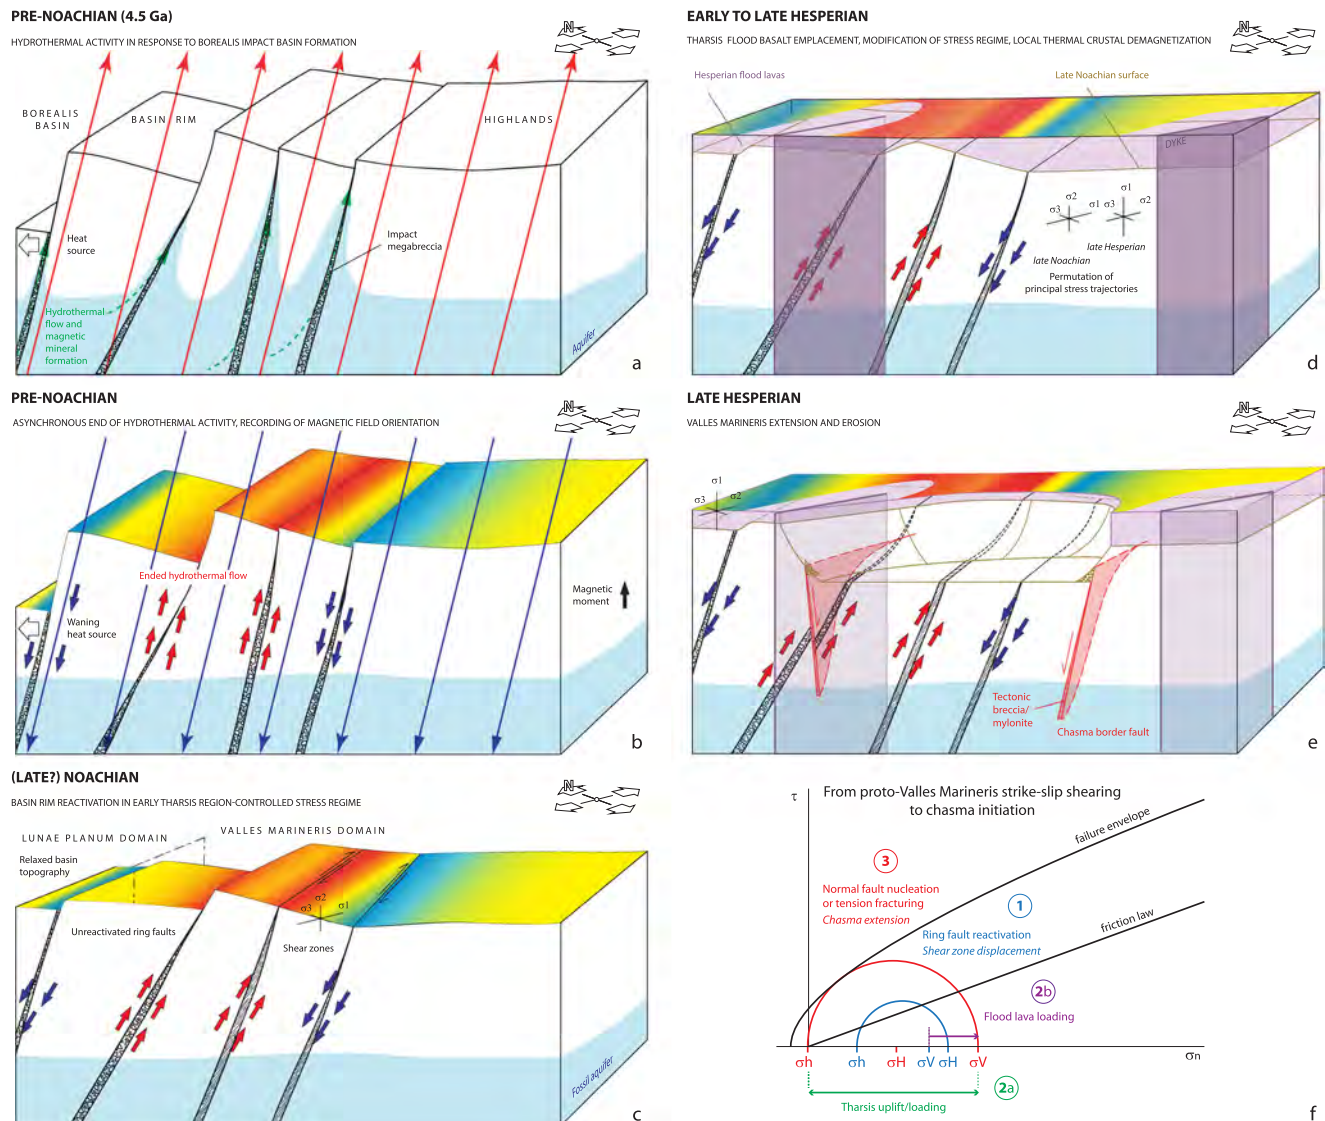 PRE-NOACHIAN (4.5 Ga)
HYDROTHERMAL ACTIVITY IN RESPONSE TO BOREALIS IMPACT BASIN FORMATION
N
BOREALIS
BASIN
BASIN RIM
HIGHLANDS
Heat
source
Impact
megabreccia
Hydrothermal
flow and
magnetic
mineral
formation
Aquifer
a
PRE-NOACHIAN
ASYNCHRONOUS END OF HYDROTHERMAL ACTIVITY, RECORDING OF MAGNETIC FIELD ORIENTATION
N
Ended hydrothermal flow
Waning
heat source
Magnetic
moment
b
(LATE?) NOACHIAN
BASIN RIM REACTIVATION IN EARLY THARSIS REGION-CONTROLLED STRESS REGIME
N
LUNAE PLANUM DOMAIN
VALLES MARINERIS DOMAIN
Relaxed basin
topography
σ2
σ3
σ1
Unreactivated ring faults
Shear zones
Fossil aquifer
c
EARLY TO LATE HESPERIAN
THARSIS FLOOD BASALT EMPLACEMENT, MODIFICATION OF STRESS REGIME, LOCAL THERMAL CRUSTAL DEMAGNETIZATION
N
Hesperian flood lavas
Late Noachian surface
DYKE
σ2
σ3
σ1
σ1
σ3
σ2
late Hesperian
late Noachian
Permutation of
principal stress trajectories
d
LATE HESPERIAN
VALLES MARINERIS EXTENSION AND EROSION
N
σ1
σ3
σ2
Tectonic
breccia/
mylonite
Chasma border fault
e
τ
From proto-Valles Marineris strike-slip shearing
to chasma initiation
failure envelope
3
Normal fault nucleation
or tension fracturing
Chasma extension
1
Ring fault reactivation
Shear zone displacement
friction law
2b
Flood lava loading
σh
σh
σH
σV
σH
σV
σn
2a
Tharsis uplift/loading
f